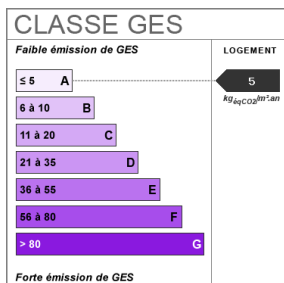 CLASSE GES
Faible émission de GES
LOGEMENT
≤ 5 A
5
kgéqCO2/m².an
6 à 10 B
11 à 20 C
21 à 35 D
36 à 55 E
56 à 80 F
> 80 G
Forte émission de GES